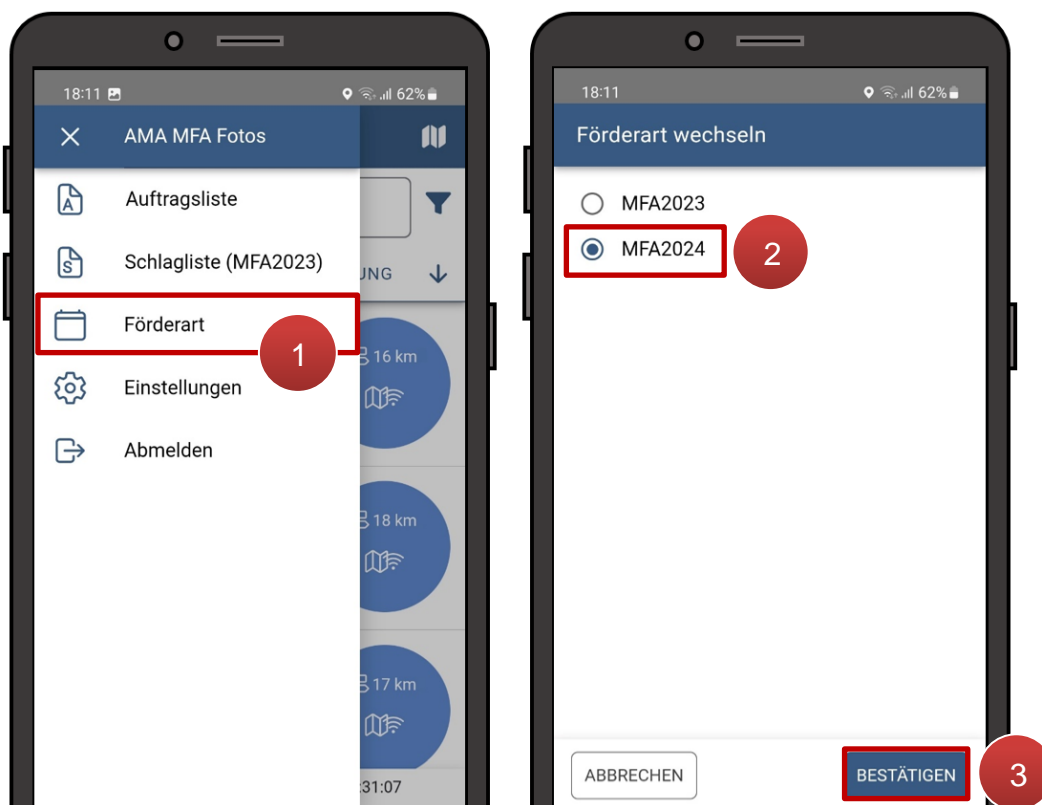 18:11 62%
AMA MFA Fotos
Auftragsliste
Schlagliste (MFA2023)
Förderart
1
Einstellungen
Abmelden
UNG
16 km
18 km
17 km
:31:07
18:11 62%
Förderart wechseln
MFA2023
MFA2024
2
ABBRECHEN
BESTÄTIGEN
3